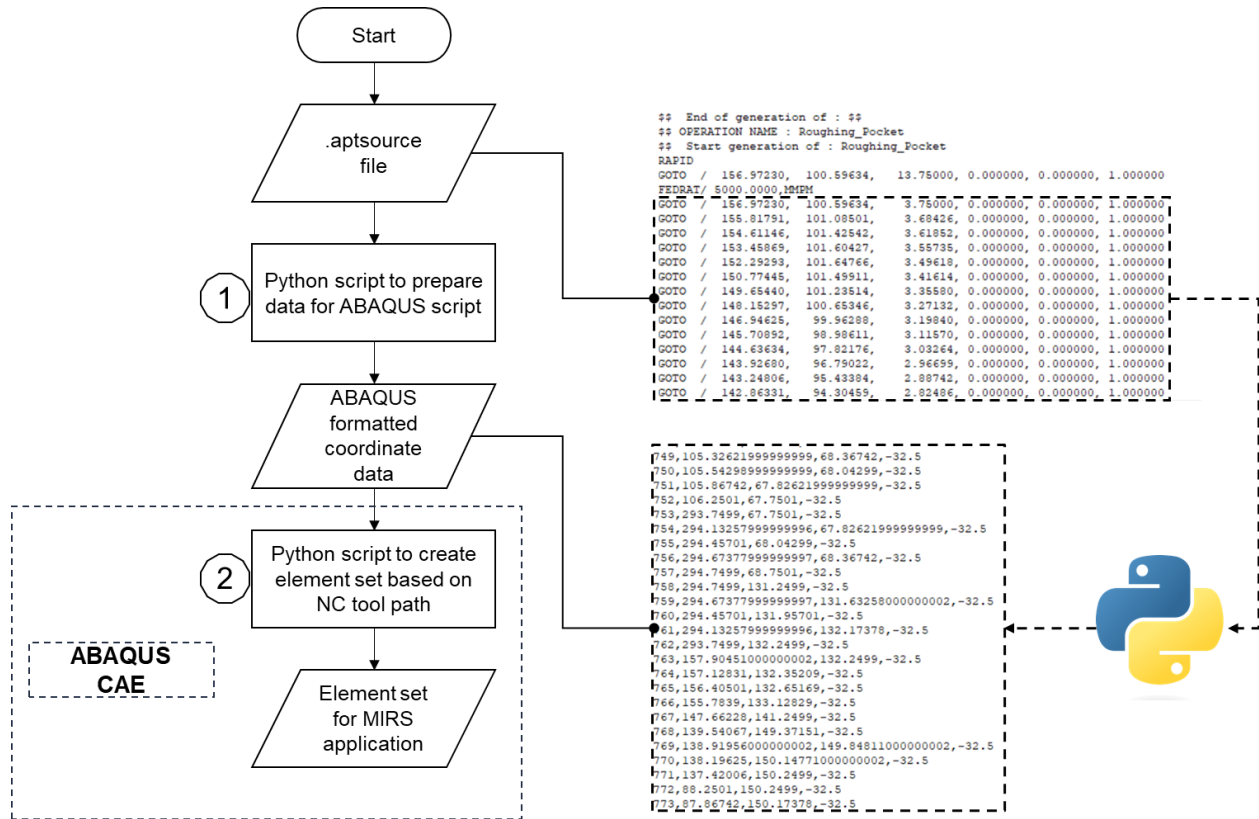 Start
.aptsource
file
1
Python script to prepare
data for ABAQUS script
ABAQUS
formatted
coordinate
data
2
Python script to create
element set based on
NC tool path
ABAQUS
CAE
Element set
for MIRS
application
$$  End of generation of : $$
$$ OPERATION NAME : Roughing_Pocket
$$  Start generation of : Roughing_Pocket
RAPID
GOTO  /  156.97230,  100.59634,   13.75000, 0.000000, 0.000000, 1.000000
FEDRAT/ 5000.0000,MMPM
GOTO  /  156.97230,  100.59634,    3.75000, 0.000000, 0.000000, 1.000000
GOTO  /  155.81791,  101.08501,    3.68426, 0.000000, 0.000000, 1.000000
GOTO  /  154.61146,  101.42542,    3.61852, 0.000000, 0.000000, 1.000000
GOTO  /  153.45869,  101.60427,    3.55735, 0.000000, 0.000000, 1.000000
GOTO  /  152.29293,  101.64766,    3.49618, 0.000000, 0.000000, 1.000000
GOTO  /  150.77445,  101.49911,    3.41614, 0.000000, 0.000000, 1.000000
GOTO  /  149.65440,  101.23514,    3.35580, 0.000000, 0.000000, 1.000000
GOTO  /  148.15297,  100.65346,    3.27132, 0.000000, 0.000000, 1.000000
GOTO  /  146.94625,   99.96288,    3.19840, 0.000000, 0.000000, 1.000000
GOTO  /  145.70892,   98.98611,    3.11570, 0.000000, 0.000000, 1.000000
GOTO  /  144.63634,   97.82176,    3.03264, 0.000000, 0.000000, 1.000000
GOTO  /  143.92680,   96.79022,    2.96699, 0.000000, 0.000000, 1.000000
GOTO  /  143.24806,   95.43384,    2.88742, 0.000000, 0.000000, 1.000000
GOTO  /  142.86331,   94.30459,    2.82486, 0.000000, 0.000000, 1.000000
749,105.32621999999999,68.36742,-32.5
750,105.54298999999999,68.04299,-32.5
751,105.86742,67.82621999999999,-32.5
752,106.2501,67.7501,-32.5
753,293.7499,67.7501,-32.5
754,294.13257999999996,67.82621999999999,-32.5
755,294.45701,68.04299,-32.5
756,294.67377999999997,68.36742,-32.5
757,294.7499,68.7501,-32.5
758,294.7499,131.2499,-32.5
759,294.67377999999997,131.63258000000002,-32.5
760,294.45701,131.95701,-32.5
761,294.13257999999996,132.17378,-32.5
762,293.7499,132.2499,-32.5
763,157.90451000000002,132.2499,-32.5
764,157.12831,132.35209,-32.5
765,156.40501,132.65169,-32.5
766,155.7839,133.12829,-32.5
767,147.66228,141.2499,-32.5
768,139.54067,149.37151,-32.5
769,138.91956000000002,149.84811000000002,-32.5
770,138.19625,150.14771000000002,-32.5
771,137.42006,150.2499,-32.5
772,88.2501,150.2499,-32.5
773,87.86742,150.17378,-32.5